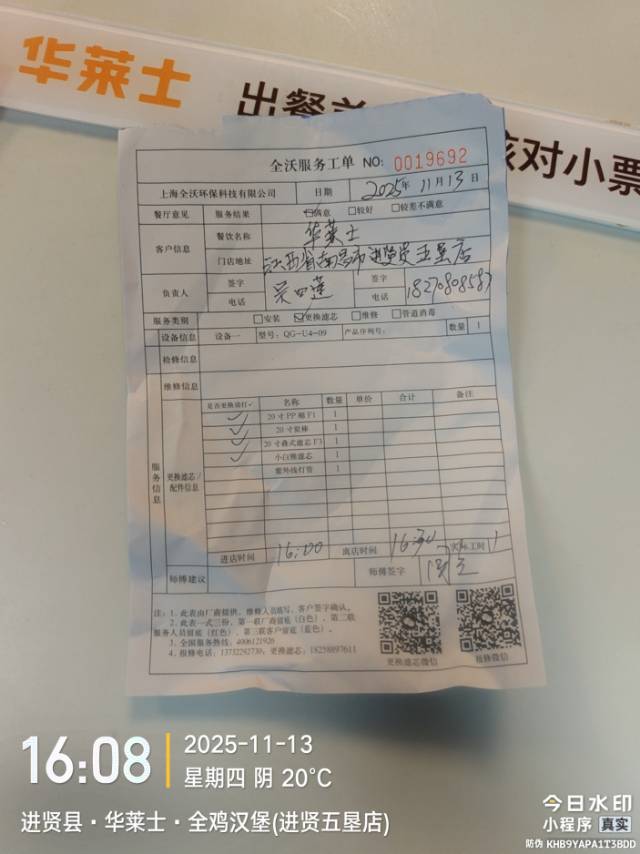 华莱士
出餐前
核对小票
全沃服务工单 NO: 0019692
上海全沃环保科技有限公司 日期 2025年11月13日
餐厅意见 服务结果 ☑满意 □较好 □较差不满意
客户信息 餐饮名称 华莱士
门店地址 江西省南昌市进贤贤五垦店
负责人 签字 签字
电话 电话 18270808587
服务类别 □安装 ☑更换滤芯 □维修 □管道消毒
设备信息 设备一 型号: QG-U4-09 产品序列号: 数量 1
检修信息
维修信息
服务信息 更换滤芯/配件信息
是否更换请打✓ 名称 数量 单价 合计 备注
✓ 20寸PP棉F1 1
✓ 20寸炭棒 1
✓ 20寸叠式滤芯F3 1
✓ 小白换滤芯 1
紫外线灯管 1
进店时间 16:00 离店时间 16:30 实际工时
师傅建议 师傅签字
注: 1. 此表由厂商提供、维修人员填写、客户签字确认。
2. 此表一式三份、第一联厂商留底（白色）、第二联
服务人员留底（红色）、第三联客户留底（蓝色）。
3. 全国服务热线: 4006121926
4. 报修电话: 13732292730、更换滤芯: 18258897611
更换滤芯微信
报修微信
16:08
2025-11-13
星期四 阴 20℃
进贤县·华莱士·全鸡汉堡(进贤五垦店)
今日水印
小程序 真实
防伪 KHB9YAPA1T3BDD